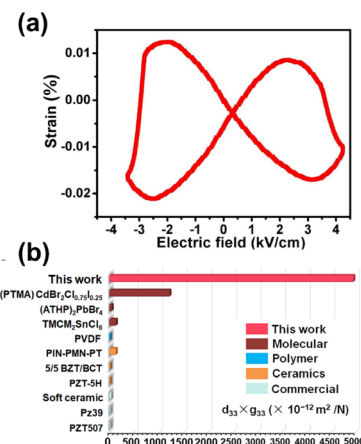 (a)
0.01
0.00
-0.01
-0.02
Strain (%)
-4 -3 -2 -1 0 1 2 3 4
Electric field (kV/cm)
(b)
This work
(PTMA)CdBr2Cl0.75I0.25
(ATHP)2PbBr4
TMCM2SnCl6
PVDF
PIN-PMN-PT
5/5 BZT/BCT
PZT-5H
Soft ceramic
Pz39
PZT507
This work
Molecular
Polymer
Ceramics
Commercial
d33×g33 (× 10−12 m2 /N)
0 500 1000 1500 2000 2500 3000 3500 4000 4500 5000